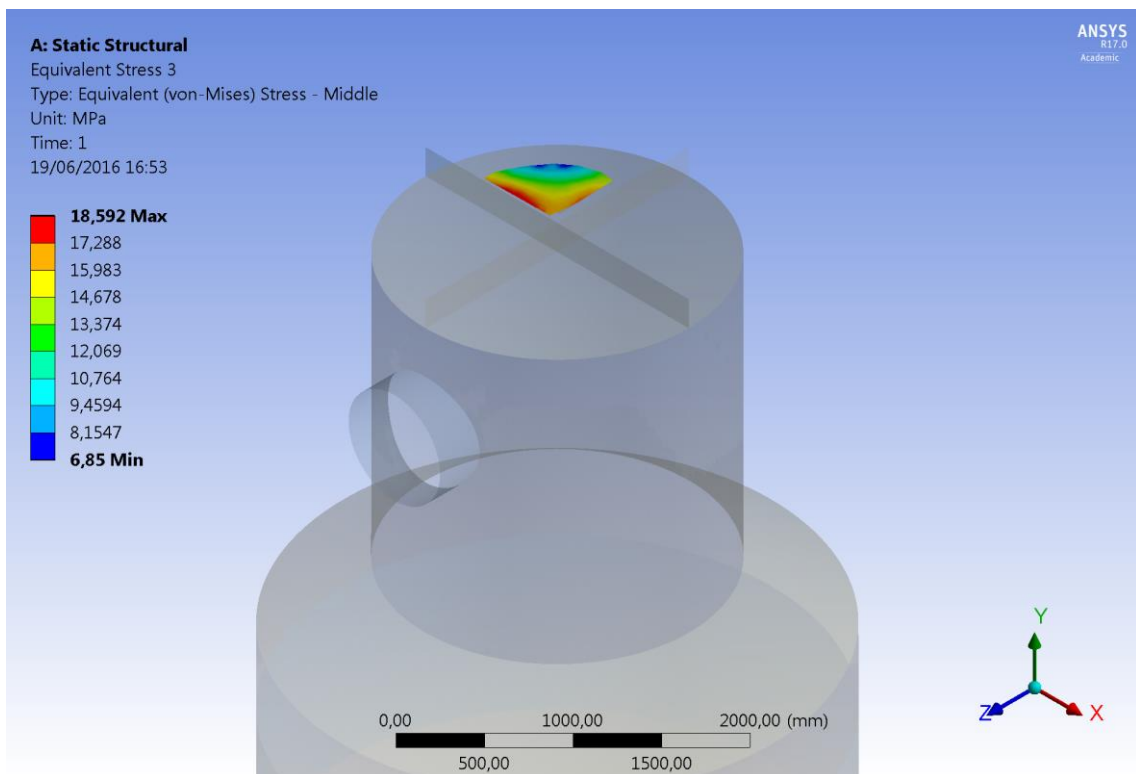 A: Static Structural
Equivalent Stress 3
Type: Equivalent (von-Mises) Stress - Middle
Unit: MPa
Time: 1
19/06/2016 16:53
ANSYS
R17.0
Academic
18,592 Max
17,288
15,983
14,678
13,374
12,069
10,764
9,4594
8,1547
6,85 Min
0,00
1000,00
2000,00 (mm)
500,00
1500,00
Y
Z
X